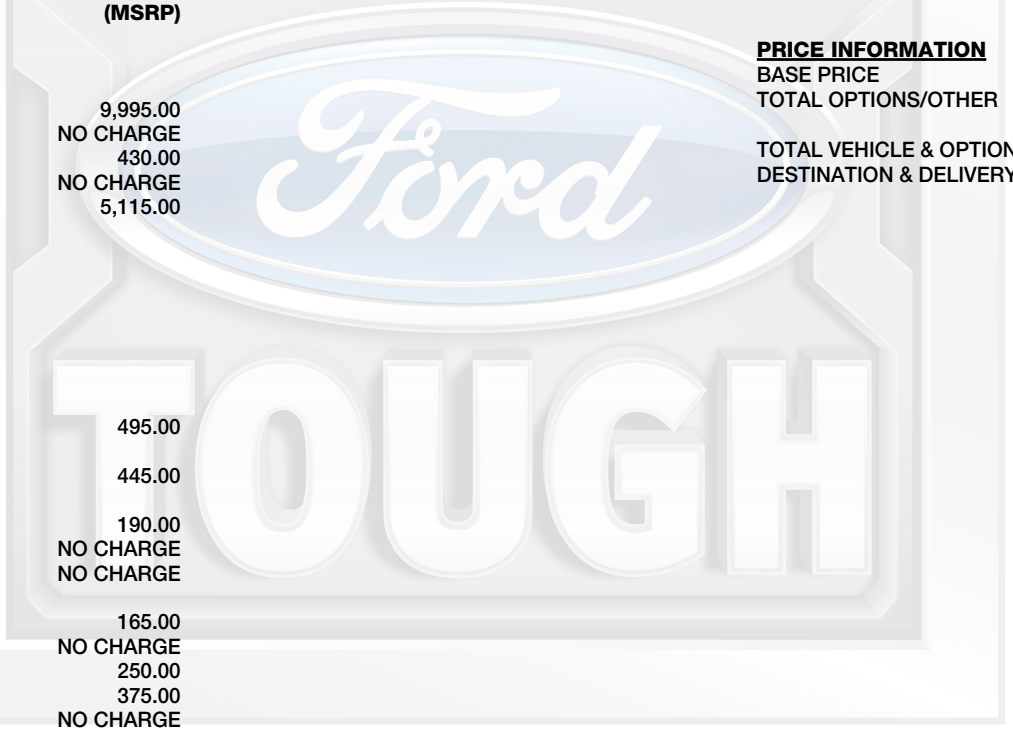 (MSRP)
9,995.00
NO CHARGE
430.00
NO CHARGE
5,115.00
495.00
445.00
190.00
NO CHARGE
NO CHARGE
165.00
NO CHARGE
250.00
375.00
NO CHARGE
PRICE INFORMATION
BASE PRICE
TOTAL OPTIONS/OTHER
TOTAL VEHICLE & OPTION
DESTINATION & DELIVERY
Ford
TOUGH